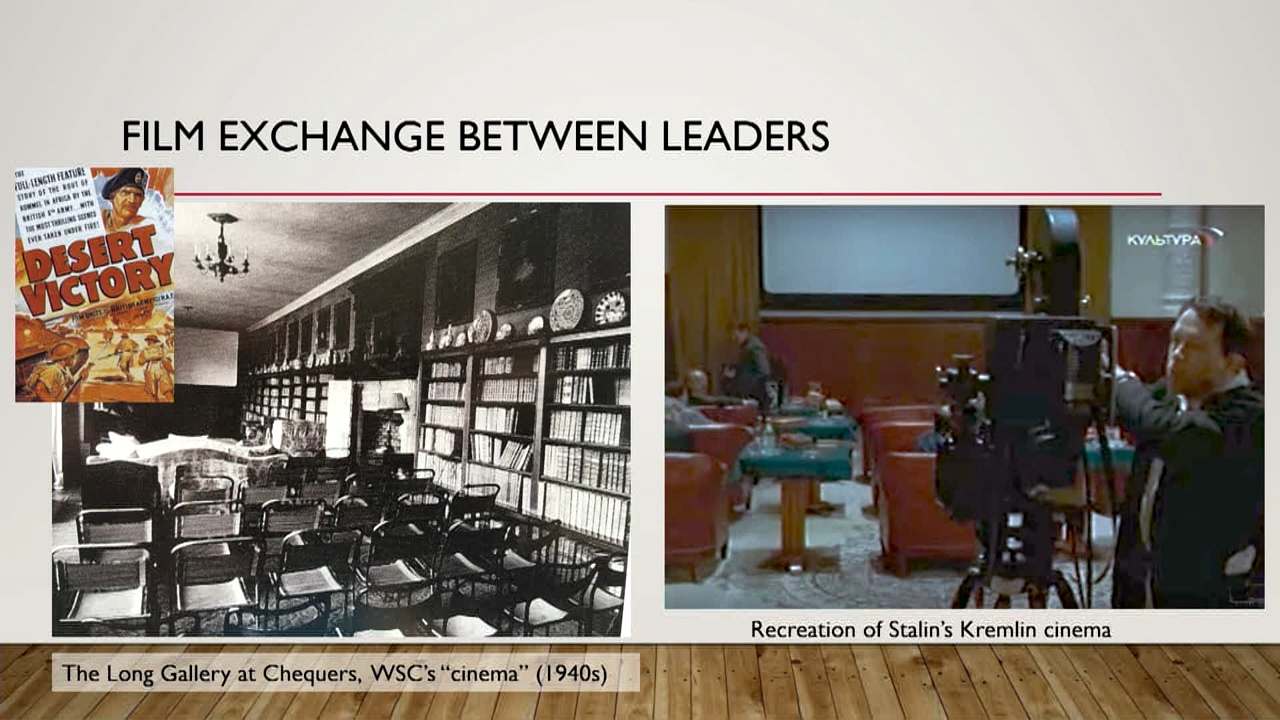 FILM EXCHANGE BETWEEN LEADERS
THE
FULL-LENGTH FEATURE
STORY OF THE ROUT OF
ROMMEL IN AFRICA BY THE
BRITISH 8TH ARMY...WITH
THE MOST THRILLING SCENES
EVER TAKEN UNDER FIRE!
DESERT
VICTORY
КУЛЬТУРА
Recreation of Stalin's Kremlin cinema
The Long Gallery at Chequers, WSC's “cinema” (1940s)